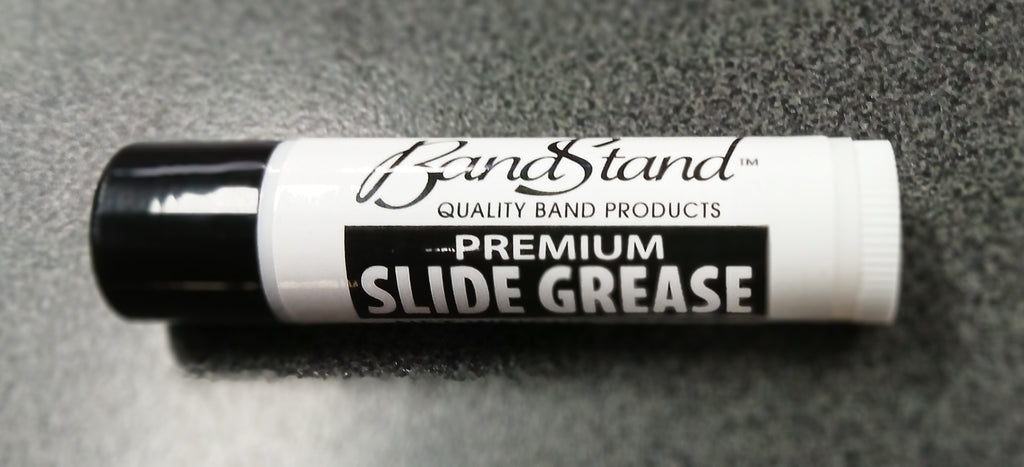 BandStand™
QUALITY BAND PRODUCTS
PREMIUM
SLIDE GREASE